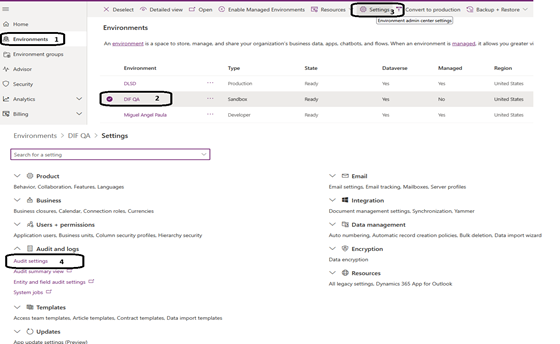 Deselect Detailed view Open Enable Managed Environments Resources Settings 3 Convert to production Backup + Restore
Environment admin center settings
Home
Environments 1
Environment groups
Advisor
Security
Analytics
Billing
Environments
An environment is a space to store, manage, and share your organization's business data, apps, chatbots, and flows. When an environment is managed, it allows you greater vi
Environment Type State Dataverse Managed Region
DLSD Production Ready Yes Yes United States
DIF QA 2 Sandbox Ready Yes No United States
Miguel Angel Paula Developer Ready Yes Yes United States
Environments > DIF QA > Settings
Search for a setting
Product
Behavior, Collaboration, Features, Languages
Business
Business closures, Calendar, Connection roles, Currencies
Users + permissions
Application users, Business units, Column security profiles, Hierarchy security
Audit and logs
Audit settings 4
Audit summary view
Entity and field audit settings
System jobs
Templates
Access team templates, Article templates, Contract templates, Data import templates
Updates
App update settings (Preview)
Email
Email settings, Email tracking, Mailboxes, Server profiles
Integration
Document management settings, Synchronization, Yammer
Data management
Auto numbering, Automatic record creation policies, Bulk deletion, Data import wizard
Encryption
Data encryption
Resources
All legacy settings, Dynamics 365 App for Outlook